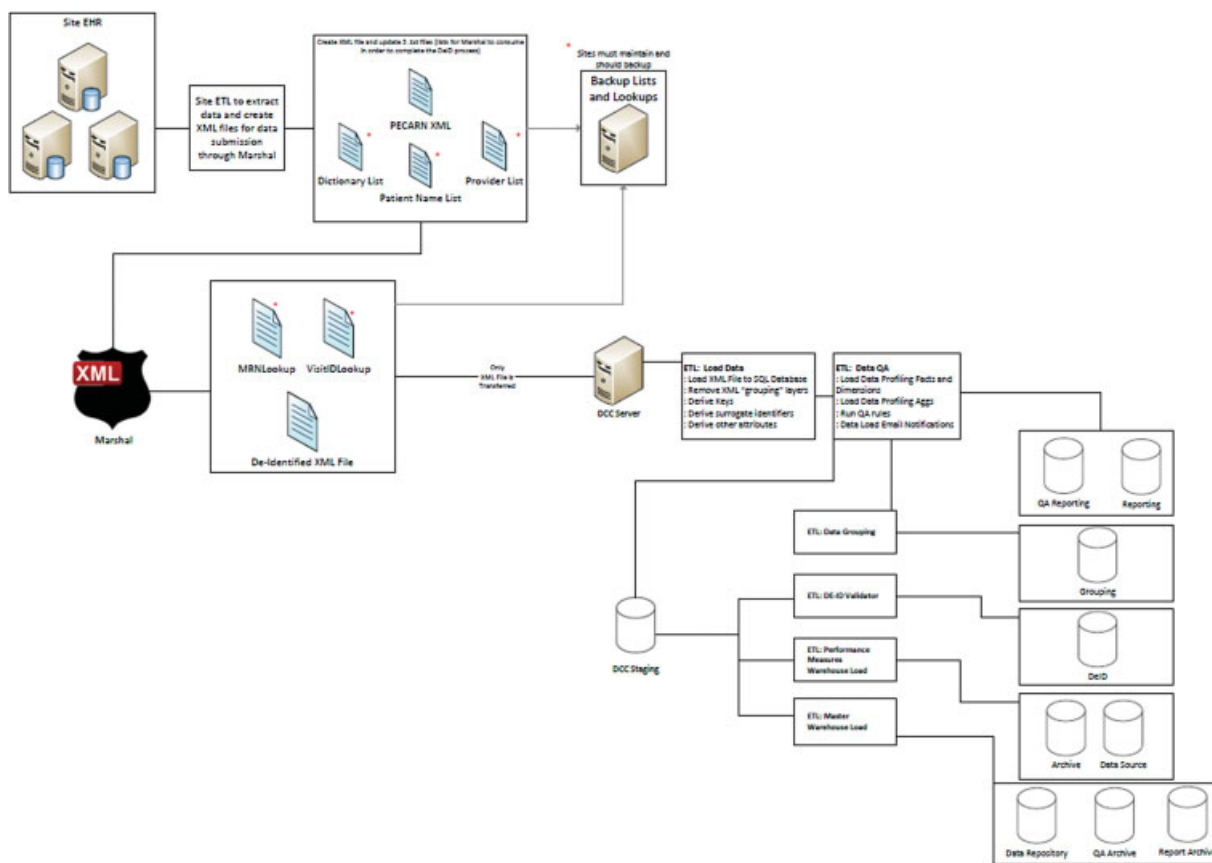 Site EHR
Site ETL to extract
data and create
XML files for data
submission
through Marshal
Create XML file and update 3 .txt files (lists for Marshal to consume
in order to complete the DeID process)
PECARN XML
*
*
*
Dictionary List
Patient Name List
Provider List
*
Sites must maintain and
should backup
Backup Lists
and Lookups
XML
Marshal
*
*
MRNLookup
VisitIDLookup
De-Identified XML File
Only
XML File is
Transferred
DCC Server
ETL: Load Data
: Load XML File to SQL Database
: Remove XML "grouping" layers
: Derive Keys
: Derive surrogate identifiers
: Derive other attributes
ETL: Data QA
: Load Data Profiling Facts and
Dimensions
: Load Data Profiling Aggs
: Run QA rules
: Data Load Email Notifications
QA Reporting
Reporting
ETL: Data Grouping
Grouping
ETL: DE-ID Validator
DeID
DCC Staging
ETL: Performance
Measures
Warehouse Load
Archive
Data Source
ETL: Master
Warehouse Load
Data Repository
QA Archive
Report Archive